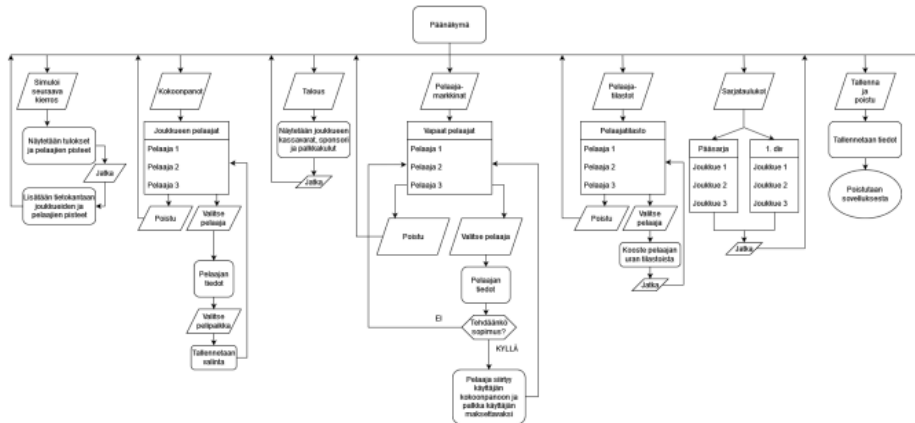 Päänäkymä
Simuloi
seuraava
kierros
Näytetään tulokset
ja pelaajien pisteet
Jatka
Lisätään tietokantaan
joukkueiden ja
pelaajien pisteet
Kokoonpanot
Joukkueen pelaajat
Pelaaja 1
Pelaaja 2
Pelaaja 3
Poistu
Valitse
pelaaja
Pelaajan
tiedot
Valitse
pelipaikka
Tallennetaan
valinta
Talous
Näytetään joukkueen
kassavarat, sponsori
ja palkkakulut
Jatka
Pelaaja-
markkinat
Vapaat pelaajat
Pelaaja 1
Pelaaja 2
Pelaaja 3
Poistu
Valitse pelaaja
Pelaajan
tiedot
Tehdäänkö
sopimus?
EI
KYLLÄ
Pelaaja siirtyy
käyttäjän
kokoonpanoon ja
palkka käyttäjän
maksettavaksi
Pelaaja-
tilastot
Pelaajatilasto
Pelaaja 1
Pelaaja 2
Pelaaja 3
Poistu
Valitse
pelaaja
Kooste pelaajan
uran tilastoista
Jatka
Sarjataulukot
Pääsarja
Joukkue 1
Joukkue 2
Joukkue 3
1. div
Joukkue 1
Joukkue 2
Joukkue 3
Jatka
Tallenna
ja
poistu
Tallennetaan tiedot
Poistutaan
sovelluksesta